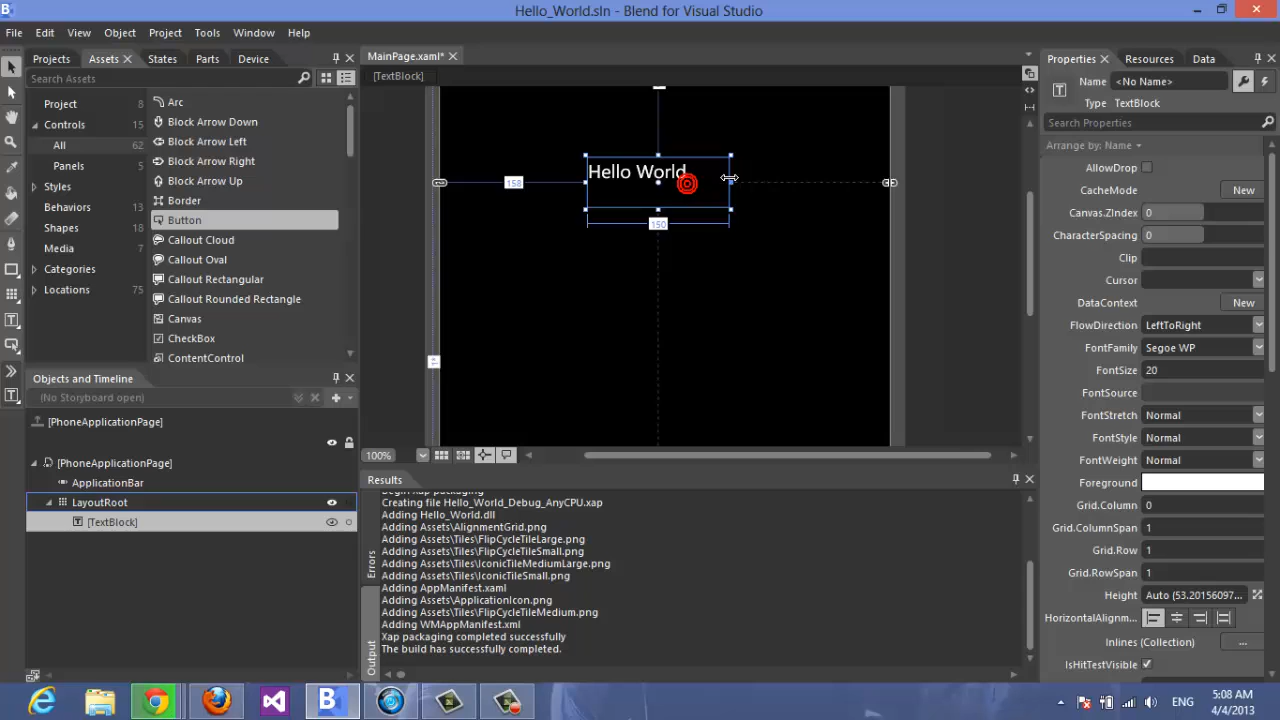 Hello_World.sln - Blend for Visual Studio
File Edit View Object Project Tools Window Help
Projects Assets States Parts Device
Search Assets
Project 8
Controls 15
All 62
Panels 5
Styles
Behaviors 13
Shapes 18
Media 7
Categories
Locations 75
Arc
Block Arrow Down
Block Arrow Left
Block Arrow Right
Block Arrow Up
Border
Button
Callout Cloud
Callout Oval
Callout Rectangular
Callout Rounded Rectangle
Canvas
CheckBox
ContentControl
Objects and Timeline
(No Storyboard open)
[PhoneApplicationPage]
[PhoneApplicationPage]
ApplicationBar
LayoutRoot
[TextBlock]
MainPage.xaml*
[TextBlock]
Hello World
158
150
100%
Results
Errors
Output
Creating file Hello_World_Debug_AnyCPU.xap
Adding Hello_World.dll
Adding Assets\AlignmentGrid.png
Adding Assets\Tiles\FlipCycleTileLarge.png
Adding Assets\Tiles\FlipCycleTileSmall.png
Adding Assets\Tiles\IconicTileMediumLarge.png
Adding Assets\Tiles\IconicTileSmall.png
Adding AppManifest.xaml
Adding Assets\ApplicationIcon.png
Adding Assets\Tiles\FlipCycleTileMedium.png
Adding WMAppManifest.xml
Xap packaging completed successfully
The build has successfully completed.
Properties Resources Data
Name <No Name>
Type TextBlock
Search Properties
Arrange by: Name
AllowDrop
CacheMode New
Canvas.ZIndex 0
CharacterSpacing 0
Clip
Cursor
DataContext New
FlowDirection LeftToRight
FontFamily Segoe WP
FontSize 20
FontSource
FontStretch Normal
FontStyle Normal
FontWeight Normal
Foreground
Grid.Column 0
Grid.ColumnSpan 1
Grid.Row 1
Grid.RowSpan 1
Height Auto (53.20156097...
HorizontalAlignm...
Inlines (Collection) ...
IsHitTestVisible
ENG
5:08 AM
4/4/2013